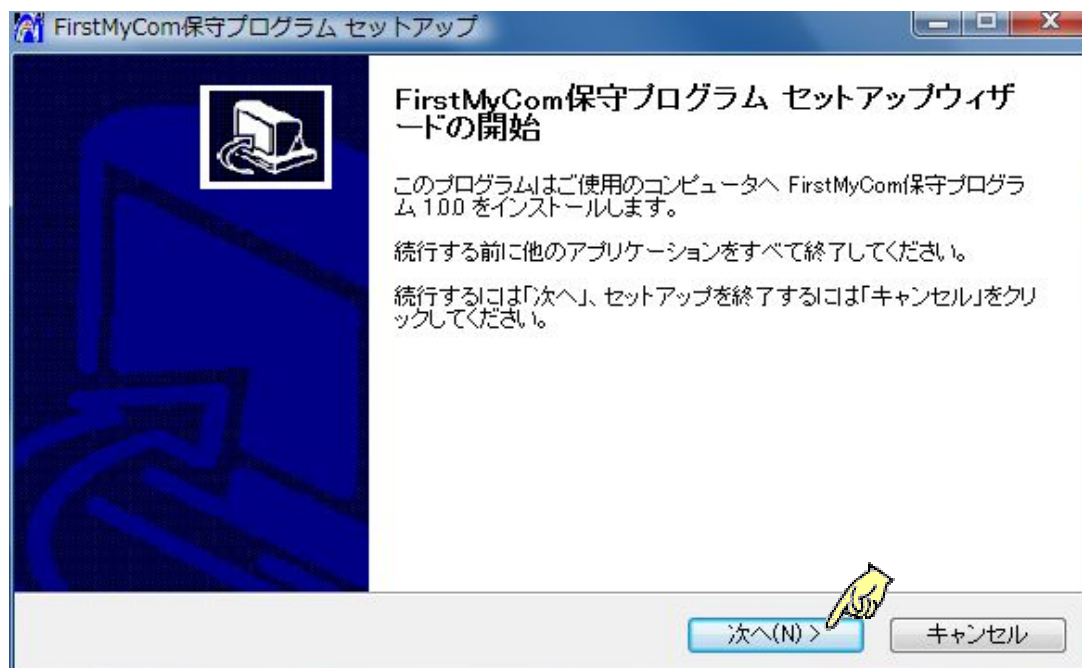 FirstMyCom保守プログラム セットアップ
FirstMyCom保守プログラム セットアップウィザ
ードの開始
このプログラムはご使用のコンピュータへ FirstMyCom保守プログラ
ム 1.0.0 をインストールします。
続行する前に他のアプリケーションをすべて終了してください。
続行するには「次へ」、セットアップを終了するには「キャンセル」をクリ
ックしてください。
次へ(N) >
キャンセル